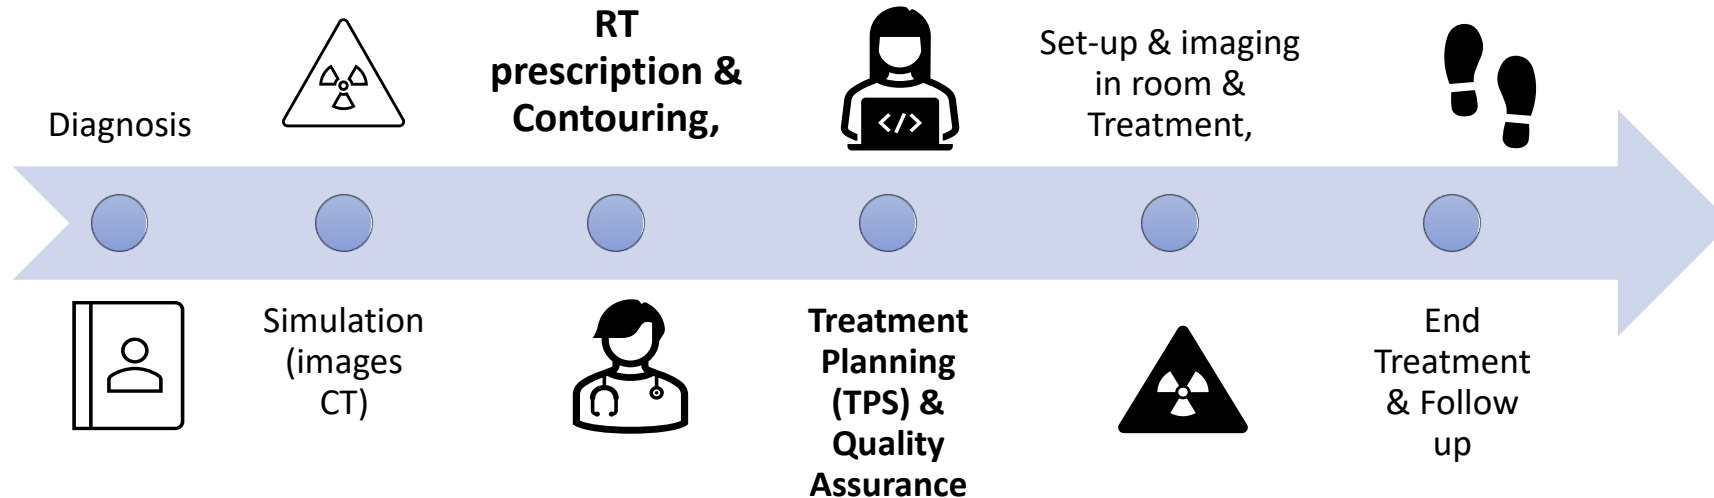 Diagnosis
Simulation
(images
CT)
RT
prescription &
Contouring,
</>
Treatment
Planning
(TPS) &
Quality
Assurance
Set-up & imaging
in room &
Treatment,
End
Treatment
& Follow
up